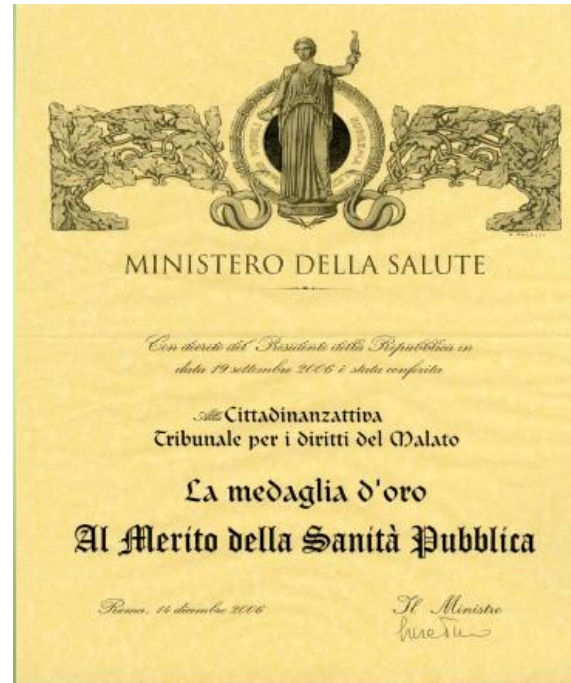 MINISTERO DELLA SALUTE
Con decreto del Presidente della Repubblica in
data 19 settembre 2006 è stata conferita
Alla Cittadinanzattiva
Tribunale per i diritti del Malato
La medaglia d'oro
Al Merito della Sanità Pubblica
Roma, 14 dicembre 2006
Il Ministro